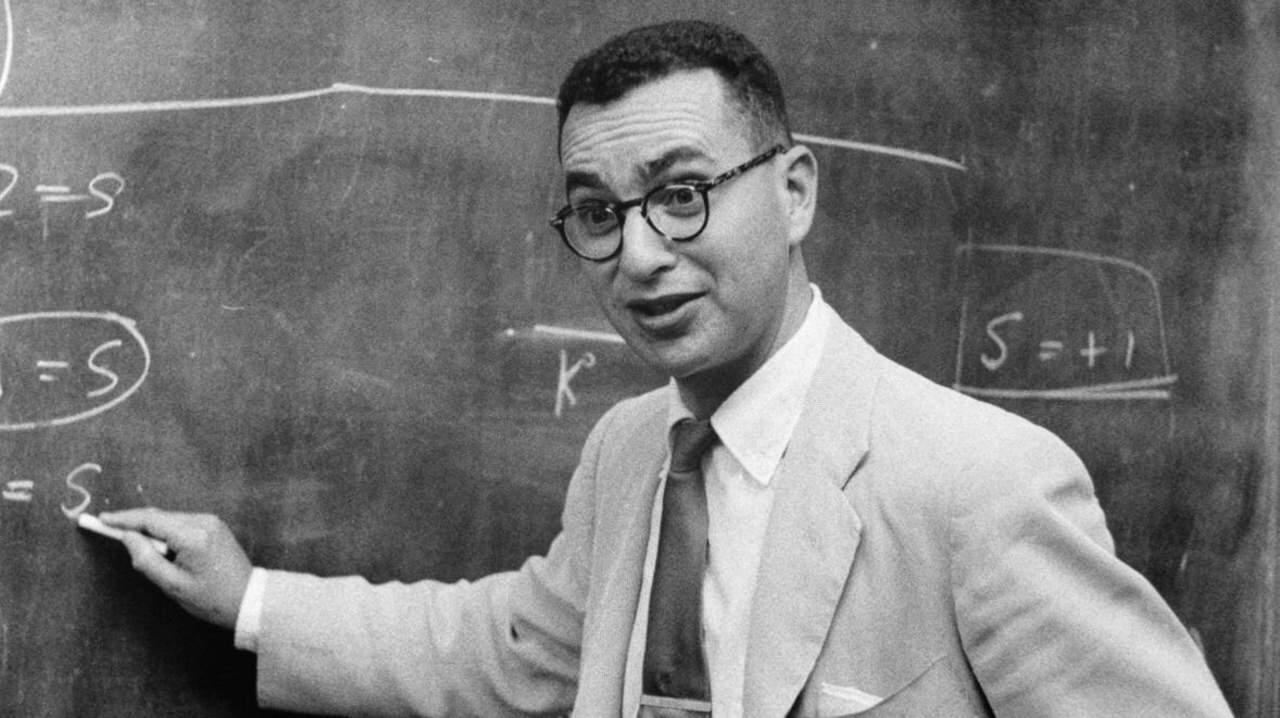 2 = S
= S
K°
S = +1
= S